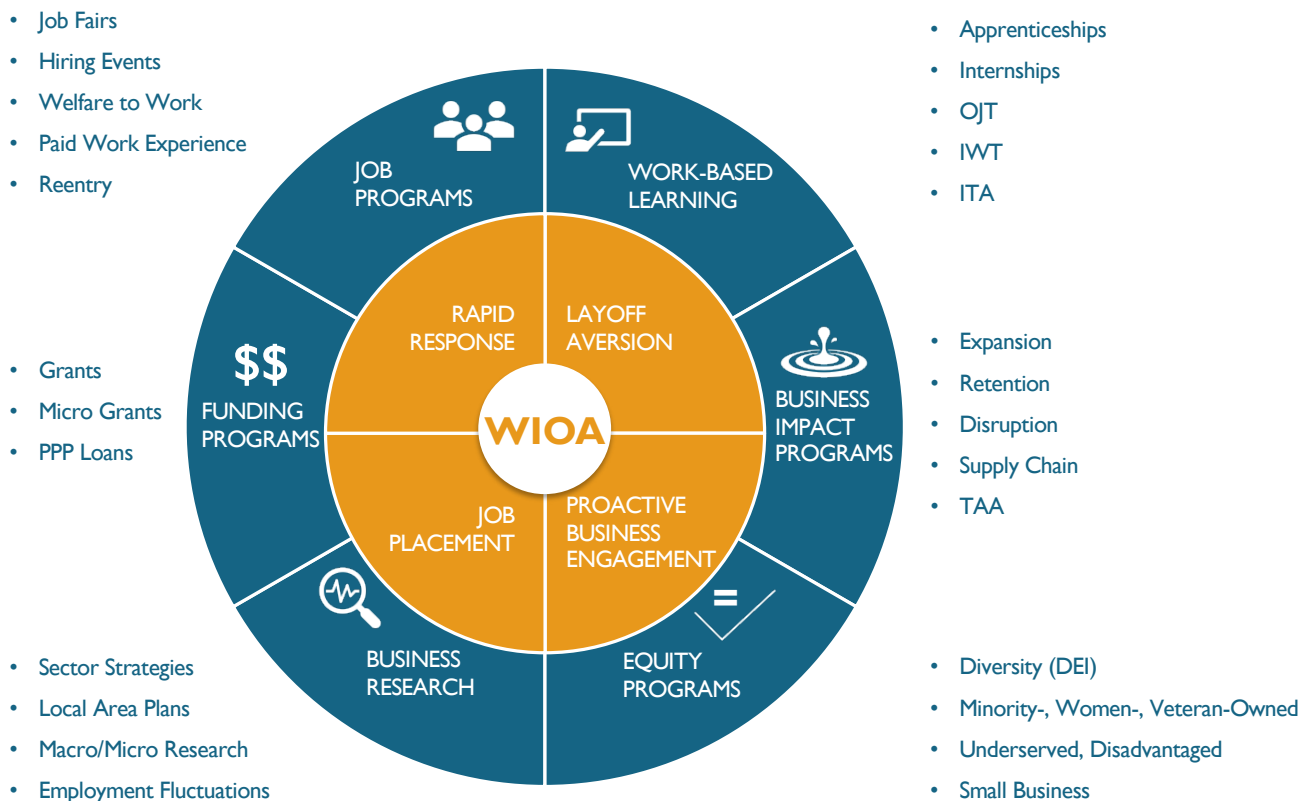 • Job Fairs
• Hiring Events
• Welfare to Work
• Paid Work Experience
• Reentry
• Apprenticeships
• Internships
• OJT
• IWT
• ITA
JOB
PROGRAMS
WORK-BASED
LEARNING
RAPID
RESPONSE
LAYOFF
AVERSION
• Grants
• Micro Grants
• PPP Loans
$$
FUNDING
PROGRAMS
WIOA
BUSINESS
IMPACT
PROGRAMS
• Expansion
• Retention
• Disruption
• Supply Chain
• TAA
JOB
PLACEMENT
PROACTIVE
BUSINESS
ENGAGEMENT
BUSINESS
RESEARCH
=
EQUITY
PROGRAMS
• Sector Strategies
• Local Area Plans
• Macro/Micro Research
• Employment Fluctuations
• Diversity (DEI)
• Minority-, Women-, Veteran-Owned
• Underserved, Disadvantaged
• Small Business